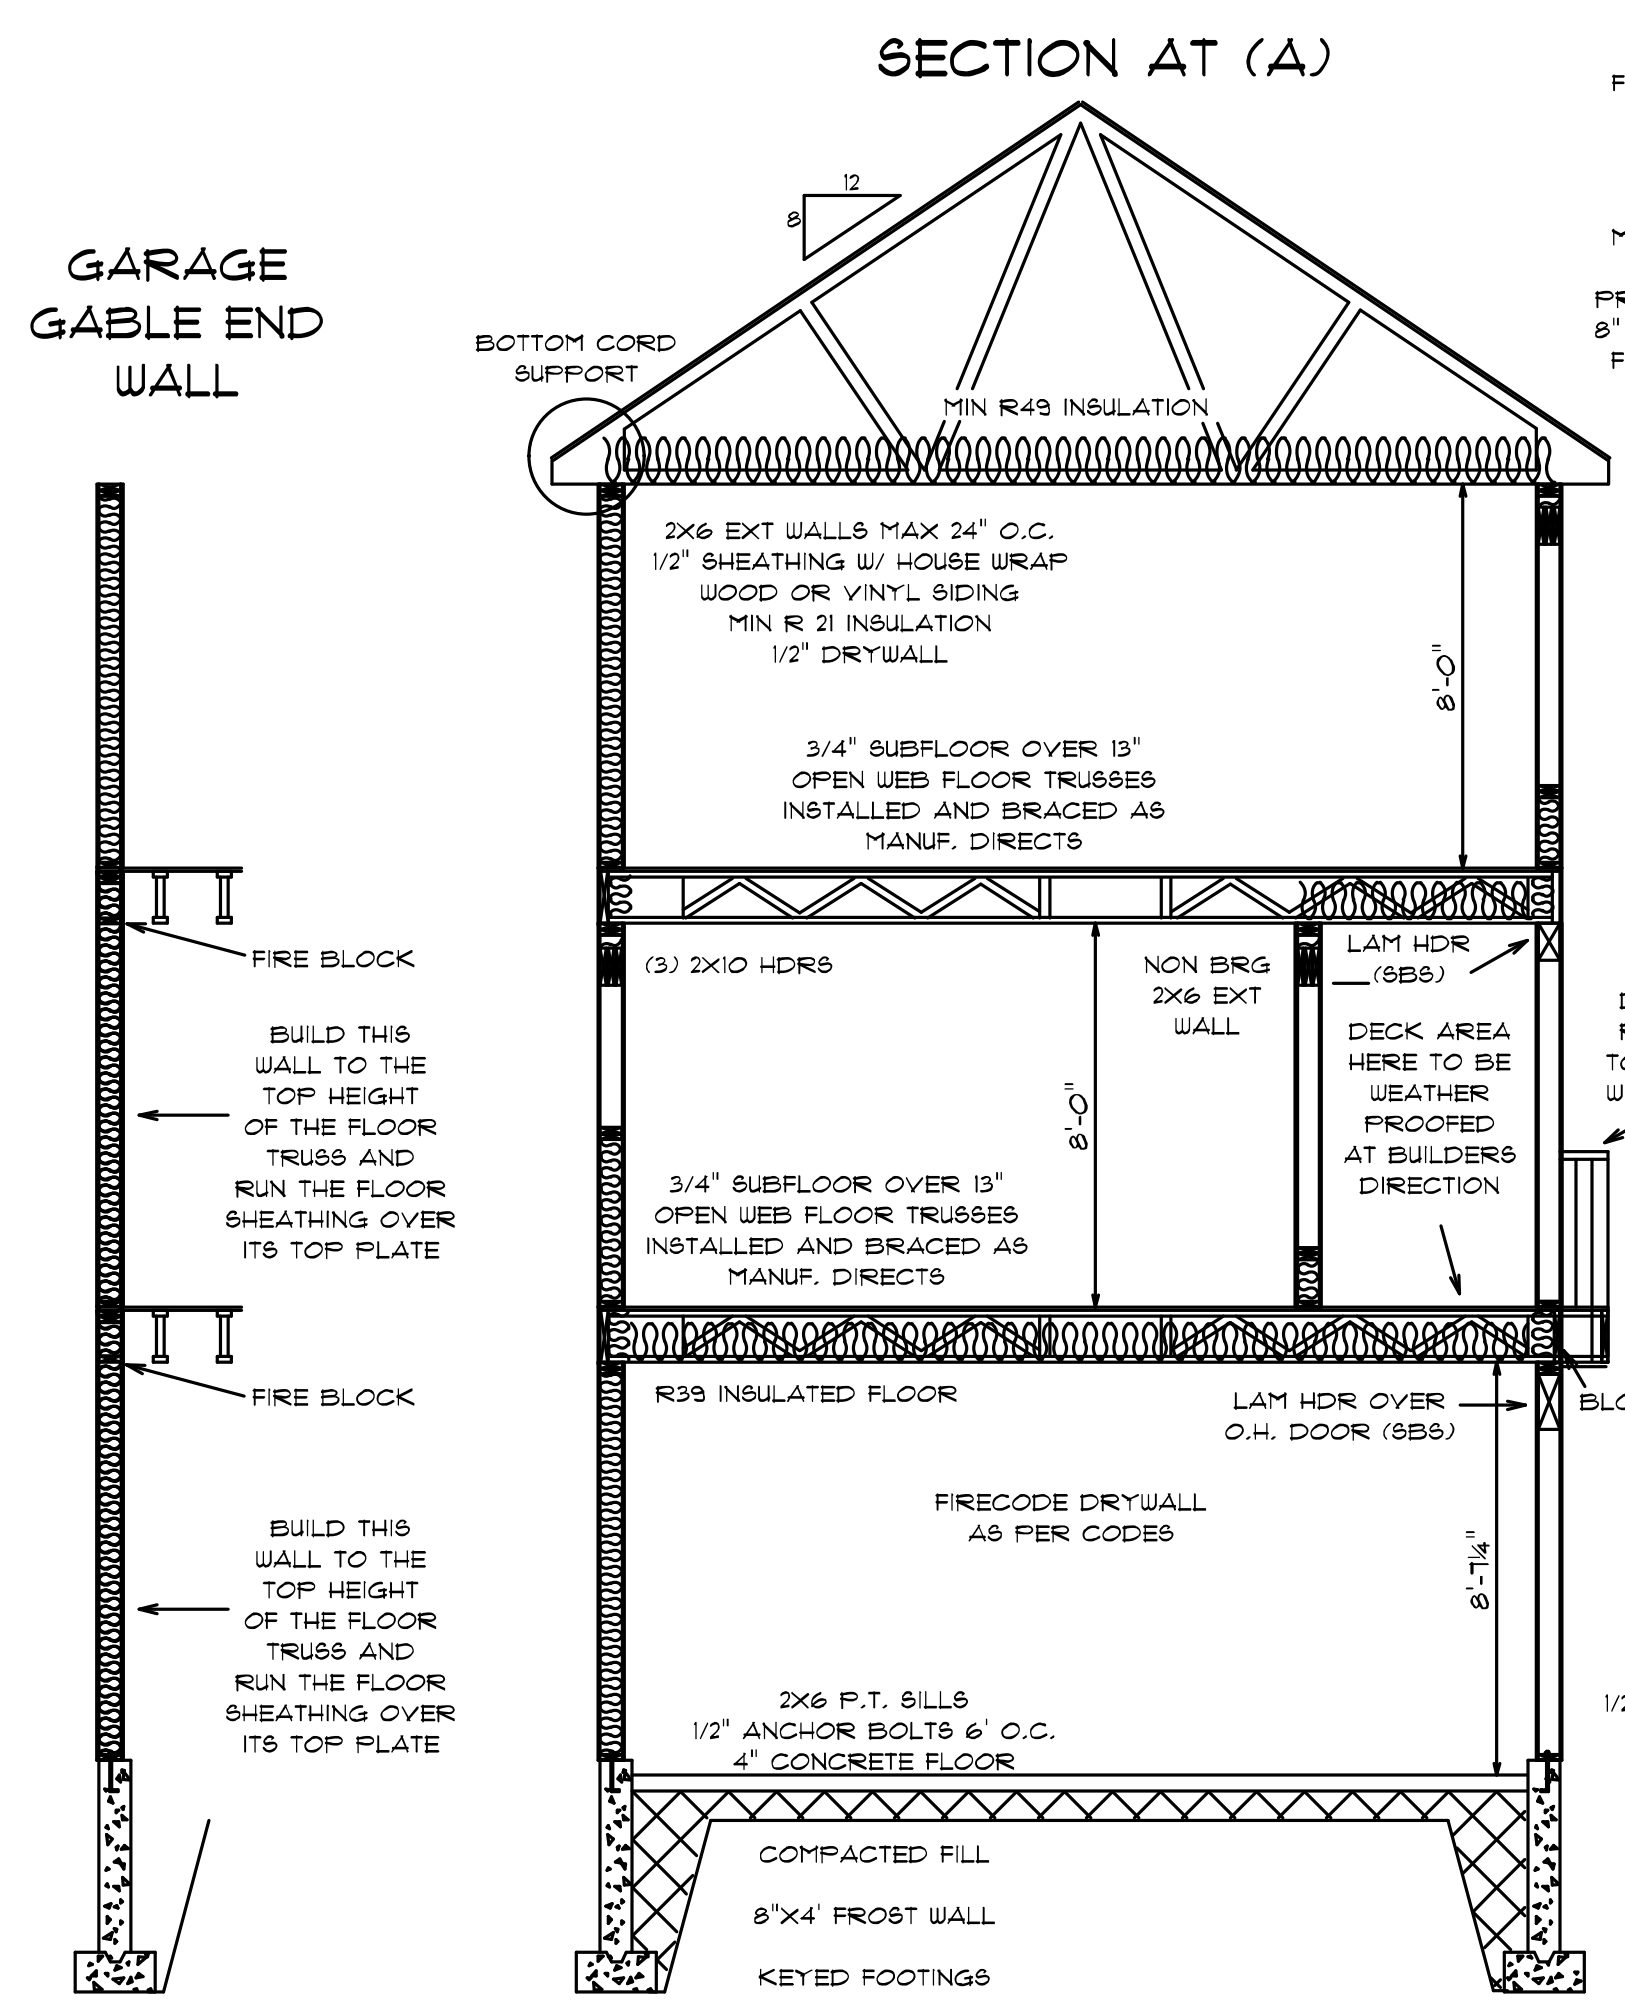 SECTION AT (A)
GARAGE
GABLE END
WALL
12
8
BOTTOM CORD
SUPPORT
MIN R49 INSULATION
2X6 EXT WALLS MAX 24" O.C.
1/2" SHEATHING W/ HOUSE WRAP
WOOD OR VINYL SIDING
MIN R 21 INSULATION
1/2" DRYWALL
8'-0"
3/4" SUBFLOOR OVER 13"
OPEN WEB FLOOR TRUSSES
INSTALLED AND BRACED AS
MANUF. DIRECTS
FIRE BLOCK
BUILD THIS
WALL TO THE
TOP HEIGHT
OF THE FLOOR
TRUSS AND
RUN THE FLOOR
SHEATHING OVER
ITS TOP PLATE
(3) 2X10 HDRS
NON BRG
2X6 EXT
WALL
LAM HDR
(SBS)
DECK AREA
HERE TO BE
WEATHER
PROOFED
AT BUILDERS
DIRECTION
8'-0"
3/4" SUBFLOOR OVER 13"
OPEN WEB FLOOR TRUSSES
INSTALLED AND BRACED AS
MANUF. DIRECTS
FIRE BLOCK
R39 INSULATED FLOOR
LAM HDR OVER
O.H. DOOR (SBS)
FIRECODE DRYWALL
AS PER CODES
8'-7¼"
BUILD THIS
WALL TO THE
TOP HEIGHT
OF THE FLOOR
TRUSS AND
RUN THE FLOOR
SHEATHING OVER
ITS TOP PLATE
2X6 P.T. SILLS
1/2" ANCHOR BOLTS 6' O.C.
4" CONCRETE FLOOR
COMPACTED FILL
8"X4' FROST WALL
KEYED FOOTINGS
8"